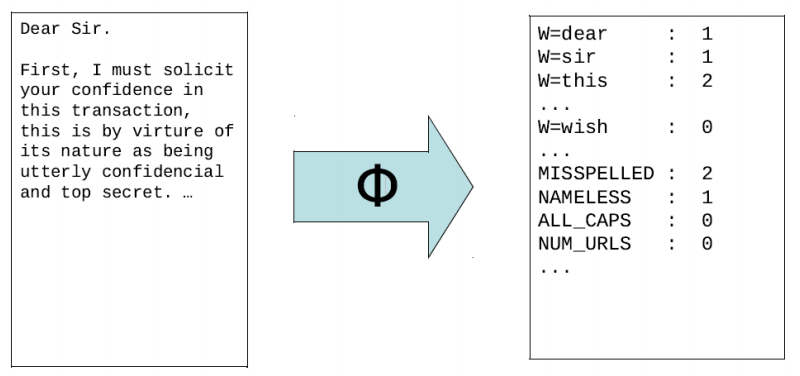 Dear Sir.
First, I must solicit
your confidence in
this transaction,
this is by virture of
its nature as being
utterly confidencial
and top secret. …
Φ
W=dear : 1
W=sir : 1
W=this : 2
...
W=wish : 0
...
MISSPELLED : 2
NAMELESS : 1
ALL_CAPS : 0
NUM_URLS : 0
...